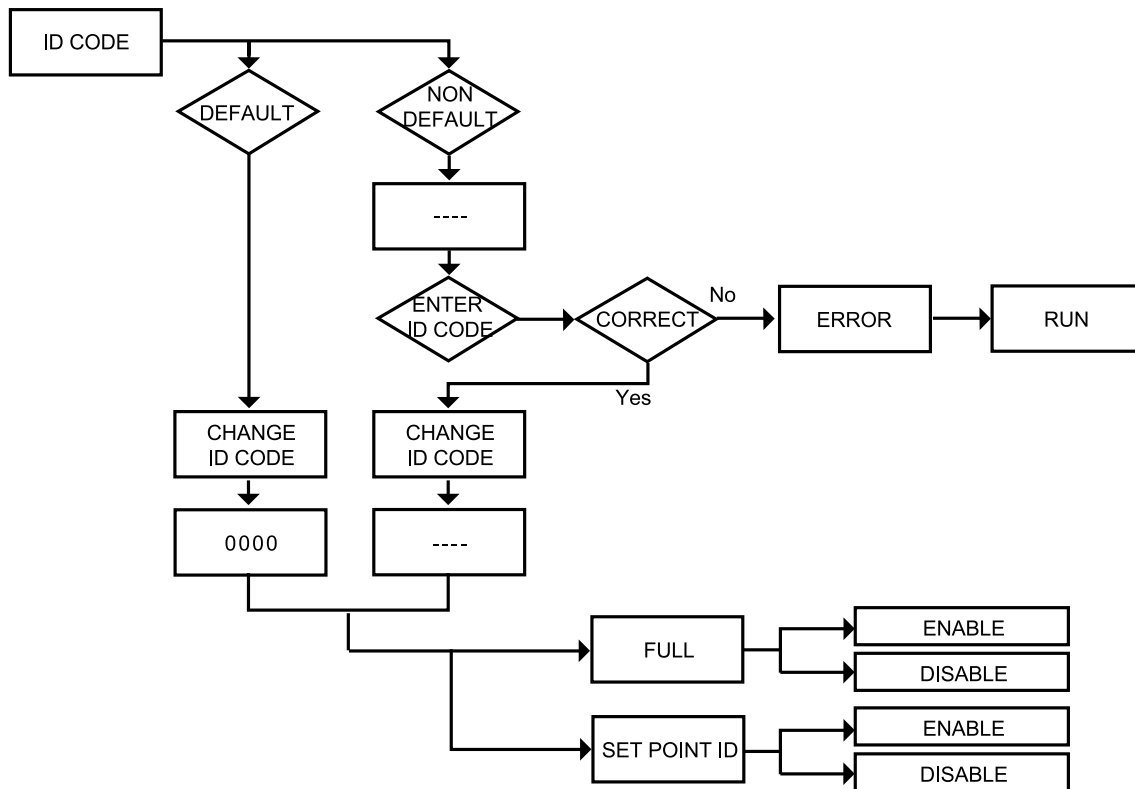 ID CODE
DEFAULT
NON
DEFAULT
----
ENTER
ID CODE
CORRECT
No
ERROR
RUN
Yes
CHANGE
ID CODE
CHANGE
ID CODE
0000
----
FULL
ENABLE
DISABLE
SET POINT ID
ENABLE
DISABLE